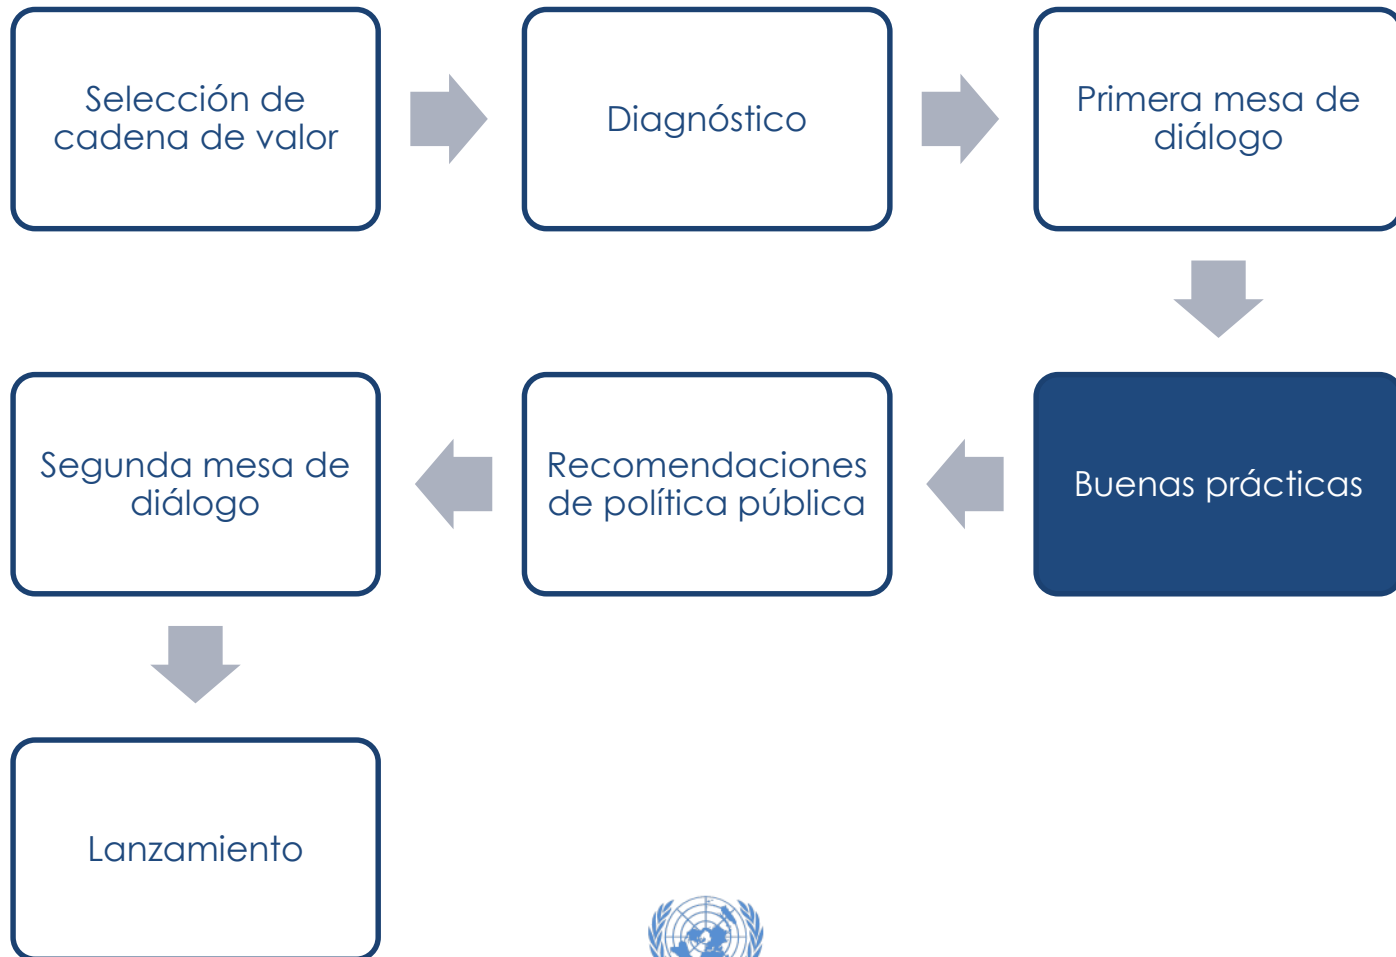 Selección de
cadena de valor
Diagnóstico
Primera mesa de
diálogo
Buenas prácticas
Recomendaciones
de política pública
Segunda mesa de
diálogo
Lanzamiento